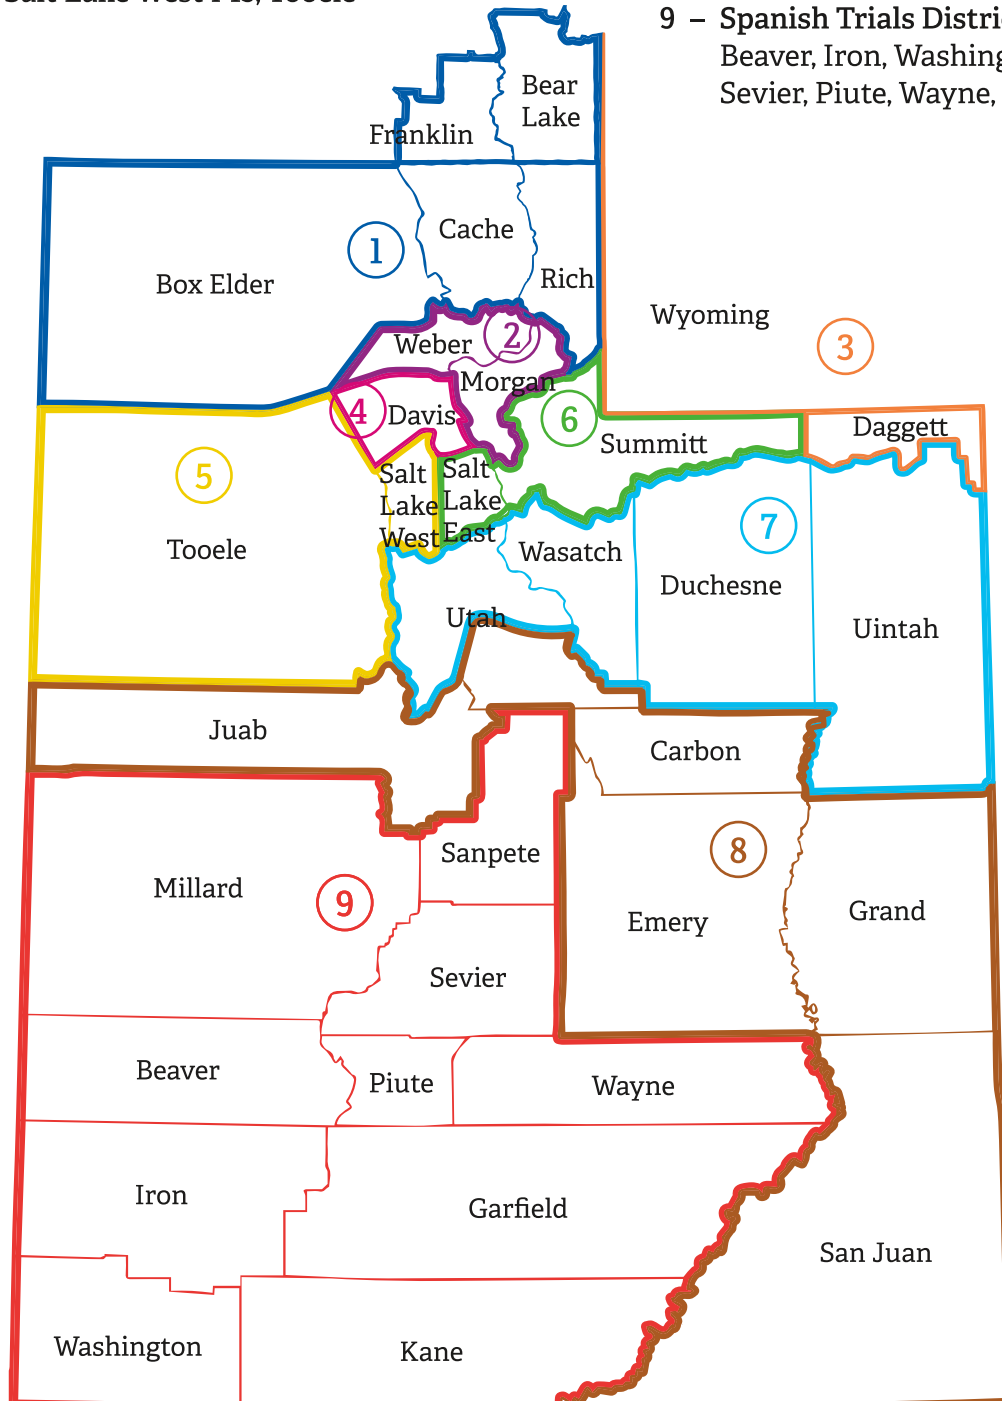 9 – Spanish Trials
Beaver, Iron,
Sevier, Piute, Wayne,
Bear
Lake
Franklin
Cache
1
Rich
Box Elder
Wyoming
2
Weber
3
Morgan
4
Davis
6
Daggett
Summitt
5
Salt
Lake
West
Salt
Lake
East
7
Tooele
Wasatch
Duchesne
Utah
Uintah
Juab
Carbon
Sanpete
8
Millard
9
Emery
Grand
Sevier
Beaver
Piute
Wayne
Iron
Garfield
San Juan
Washington
Kane